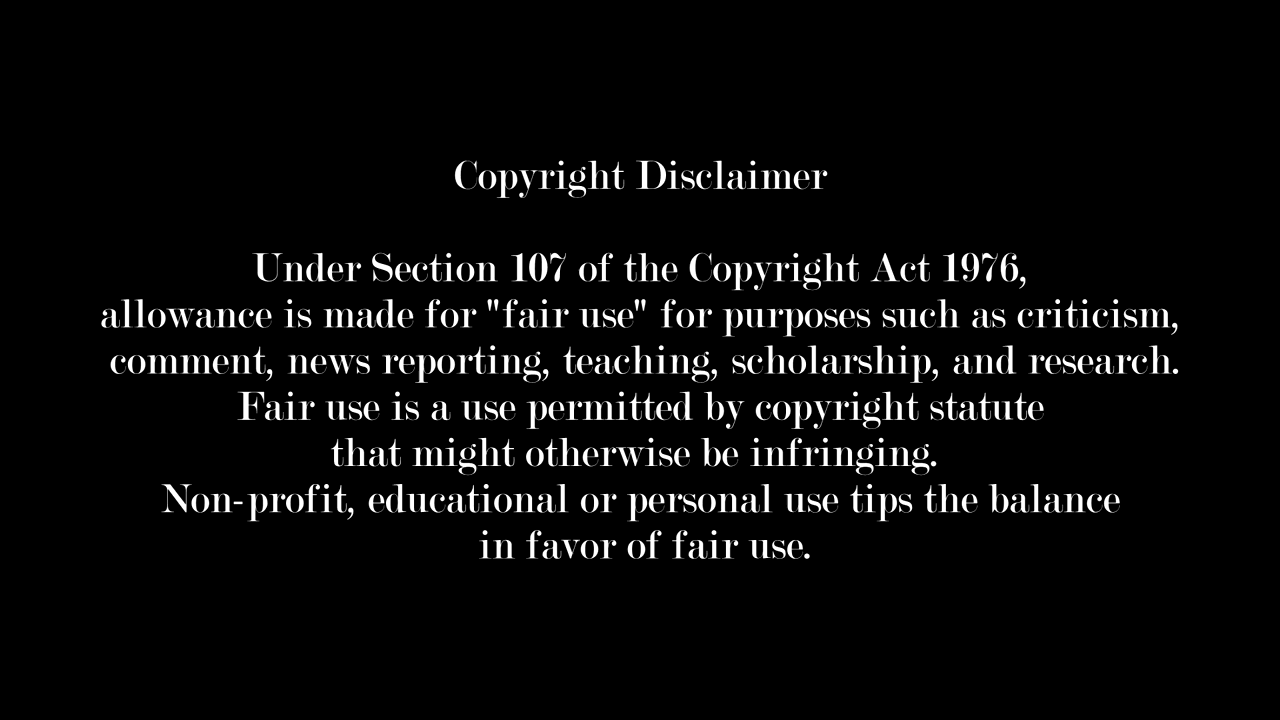 Copyright Disclaimer
Under Section 107 of the Copyright Act 1976,
allowance is made for "fair use" for purposes such as criticism,
comment, news reporting, teaching, scholarship, and research.
Fair use is a use permitted by copyright statute
that might otherwise be infringing.
Non-profit, educational or personal use tips the balance
in favor of fair use.